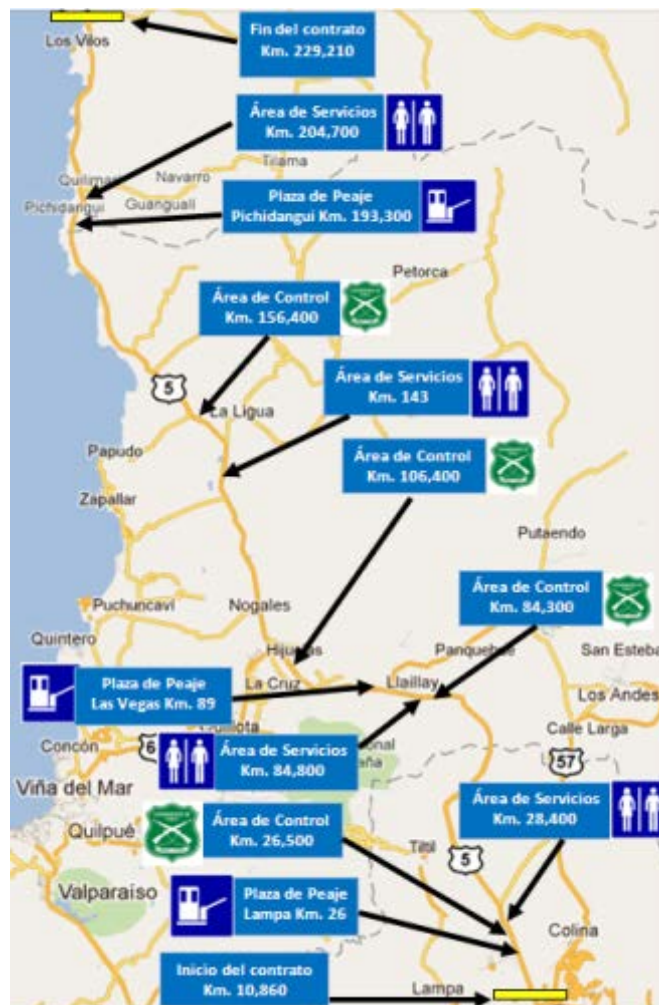 Fin del contrato
Km. 229,210
Los Vilos
Área de Servicios
Km. 204,700
Tilama
Navarro
Plaza de Peaje
Pichidangui Km. 193,300
Pichidangui
Guanguali
Petorca
Área de Control
Km. 156,400
5
La Ligua
Área de Servicios
Km. 143
Área de Control
Km. 106,400
Papudo
Zapallar
Putaendo
Área de Control
Km. 84,300
Puchuncavi
Nogales
Quintero
Panquehue
San Esteba
Plaza de Peaje
Las Vegas Km. 89
La Cruz
Llaillay
Los Andes
Calle Larga
Concón
6
Área de Servicios
Km. 84,800
57
Viña del Mar
Área de Servicios
Km. 28,400
Quilpué
Área de Control
Km. 26,500
Tiltil
5
Valparaíso
Plaza de Peaje
Lampa Km. 26
Colina
Inicio del contrato
Km. 10,860
Lampa